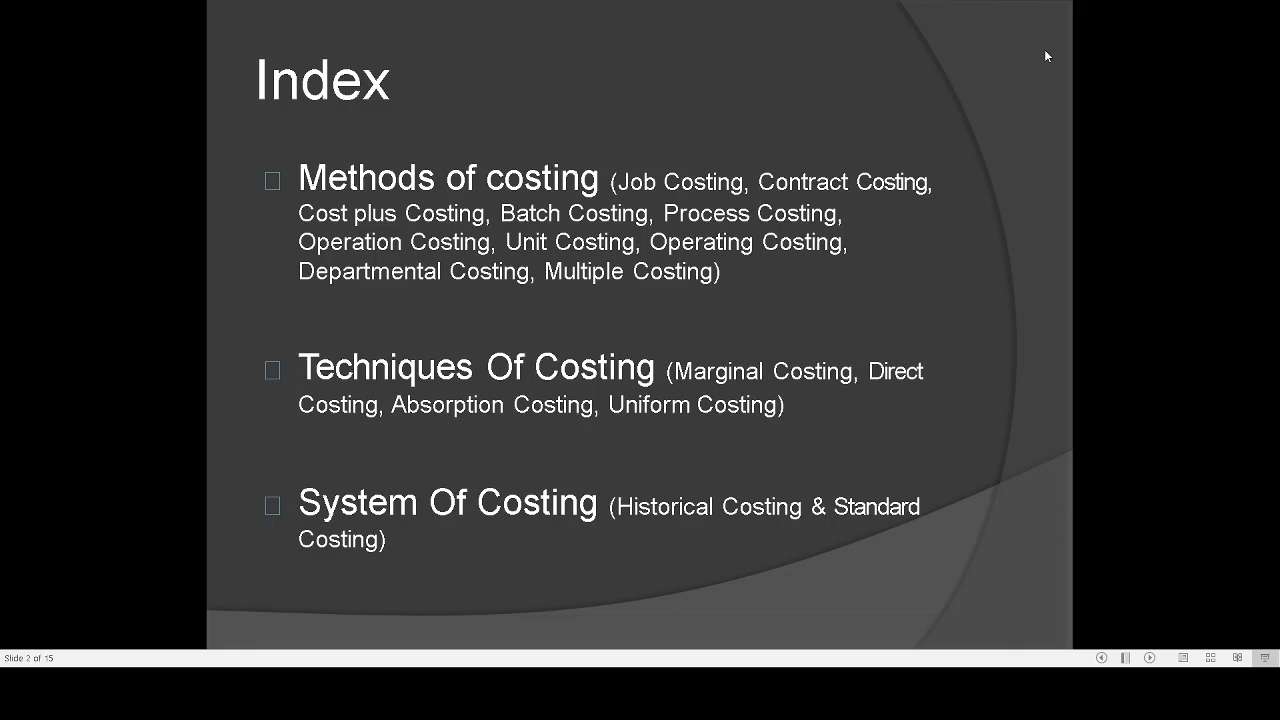 Index
Methods of costing (Job Costing, Contract Costing,
Cost plus Costing, Batch Costing, Process Costing,
Operation Costing, Unit Costing, Operating Costing,
Departmental Costing, Multiple Costing)
Techniques Of Costing (Marginal Costing, Direct
Costing, Absorption Costing, Uniform Costing)
System Of Costing (Historical Costing & Standard
Costing)
Slide 2 of 15